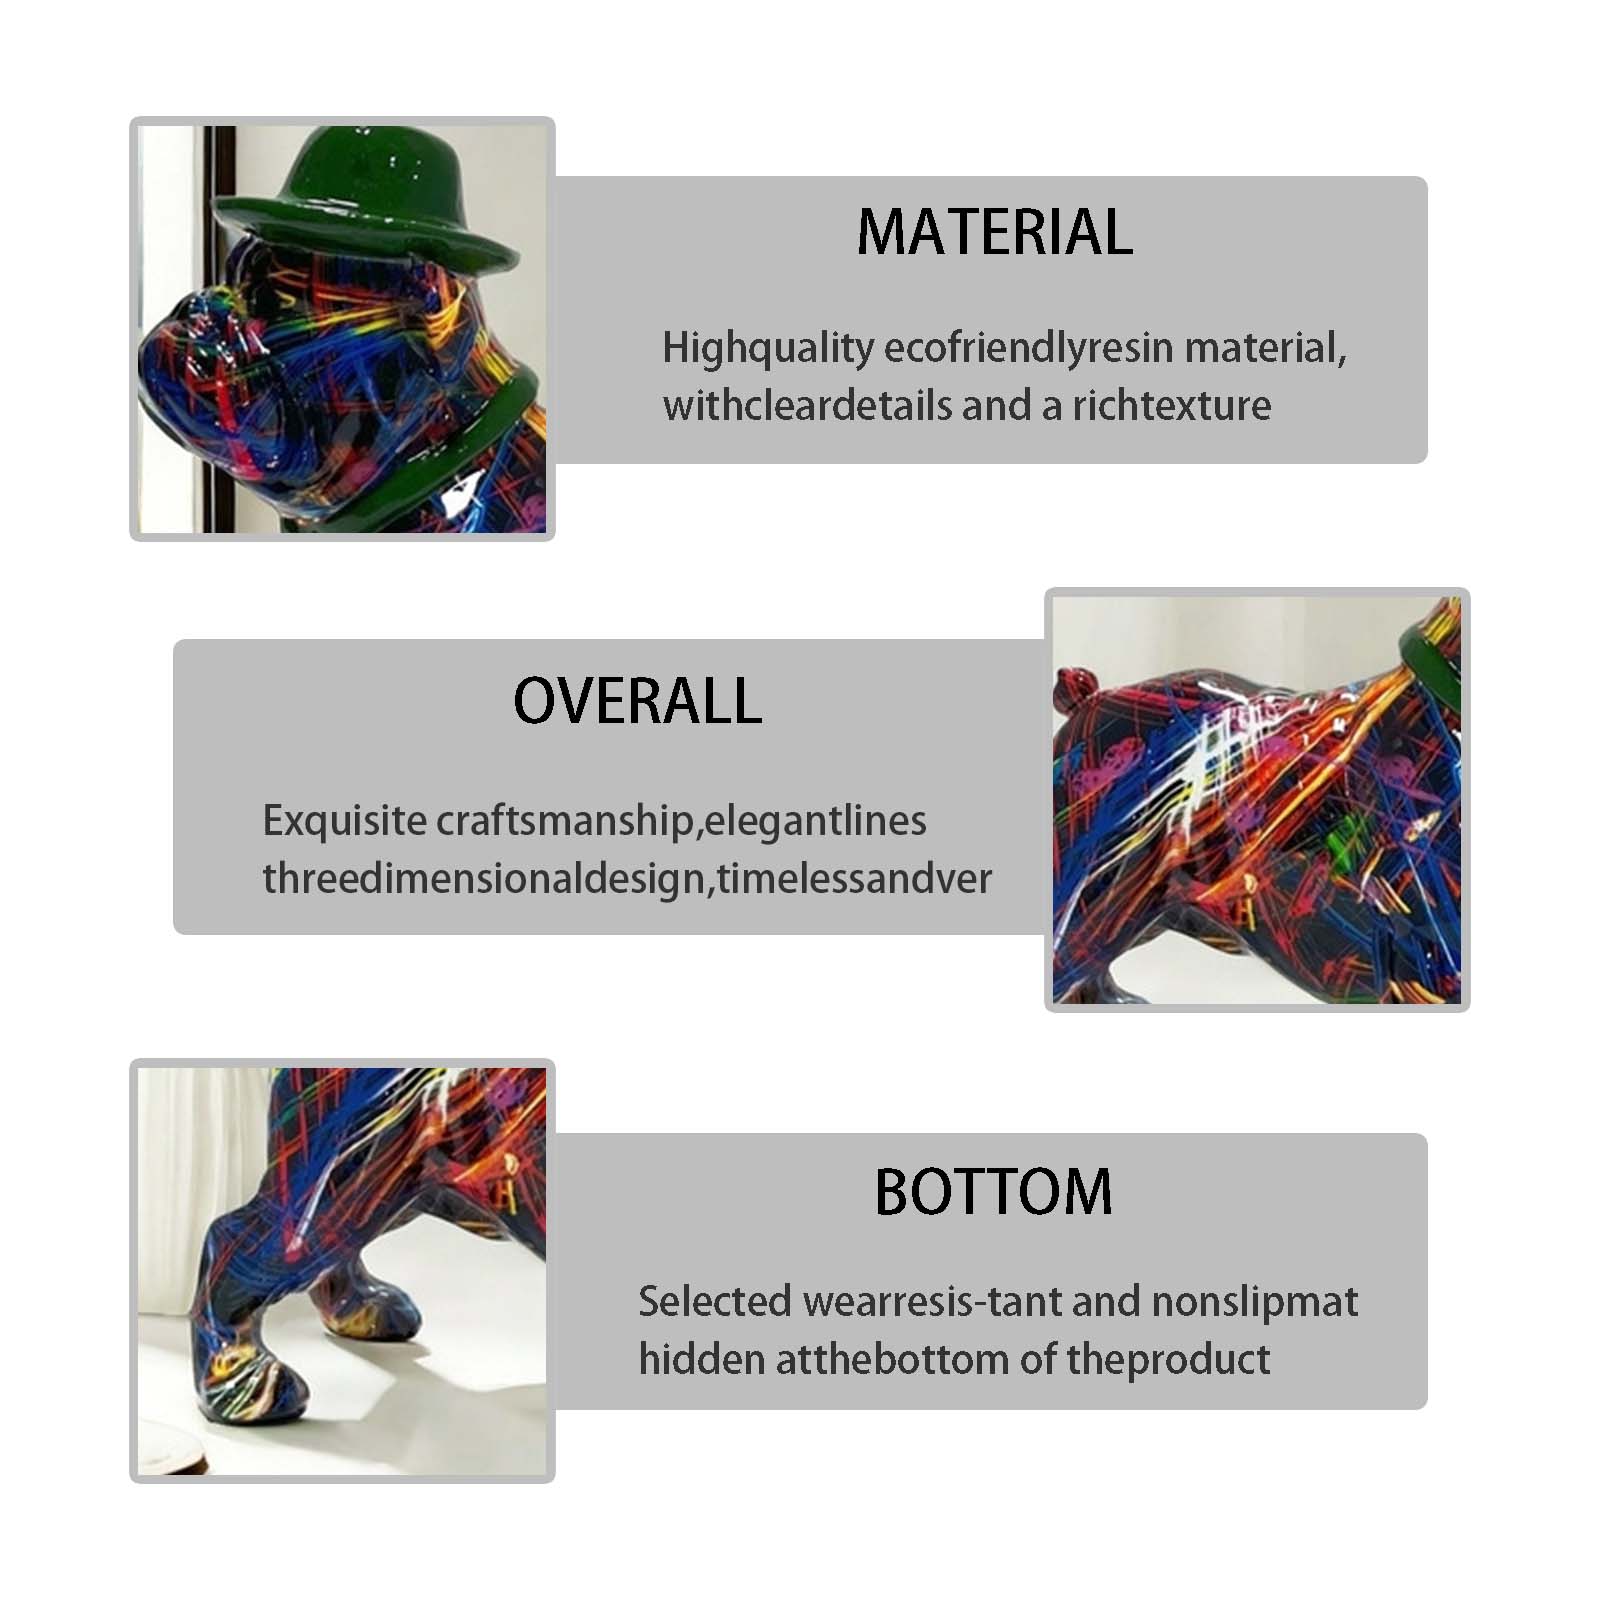 MATERIAL
Highquality ecofriendlyresin material,
withcleardetails and a richtexture
OVERALL
Exquisite craftsmanship,elegantlines
threedimensionaldesign,timelessandver
BOTTOM
Selected wearresis-tant and nonslipmat
hidden atthebottom of theproduct